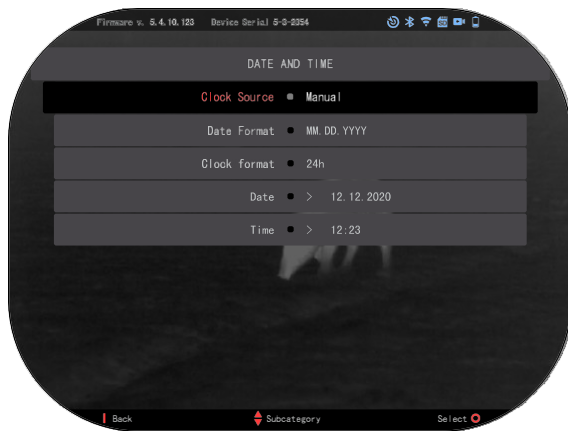 Firmware v. 5.4.10.123 Device Serial 5-3-2354
DATE AND TIME
Clock Source Manual
Date Format MM.DD.YYYY
Clock format 24h
Date > 12.12.2020
Time > 12:23
Back Subcategory Select